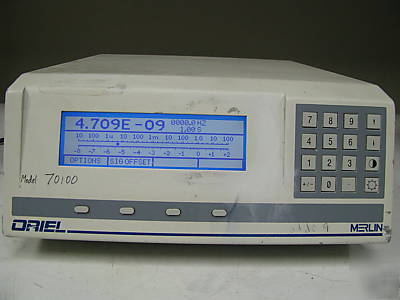 4.709E-09 0000.0 HZ
1.00 S
10 100 1u 10 100 1m 10 100 1.0 10 100
-8 -7 -6 -5 -4 -3 -2 -1 0 +1 +2
OPTIONS SIG OFFSET
Model 70100
7 8 9
4 5 6
1 2 3
+/- 0 .
ORIEL
MERLIN